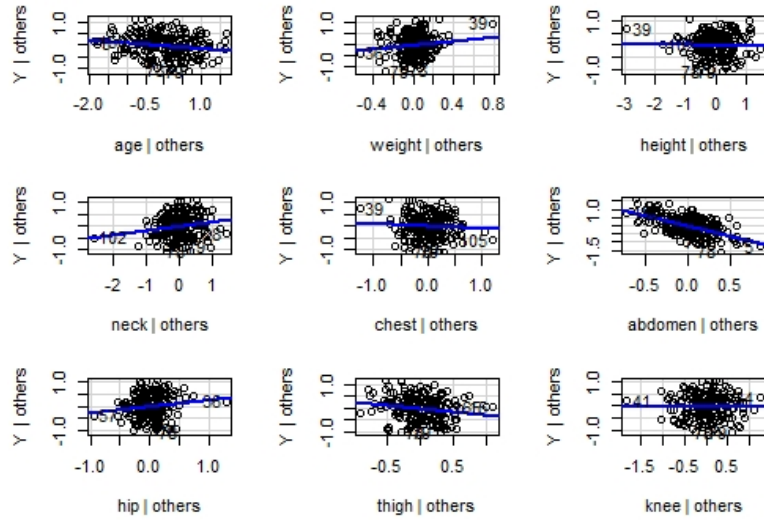 Y | others Y | others Y | others
1.0 1.0 39 1.0 39
-1.0 -1.0 -1.0
-2.0 -0.5 1.0 -0.4 0.0 0.4 0.8 -3 -2 -1 0 1
age | others weight | others height | others
Y | others Y | others Y | others
1.0 1.0 39 1.0
-1.0 102 -1.0 -1.5
-2 -1 0 1 -1.0 0.0 1.0 -0.5 0.0 0.5
neck | others chest | others abdomen | others
Y | others Y | others Y | others
1.0 1.0 1.0 41
-1.0 57 -1.0 -1.0
-1.0 0.0 1.0 -0.5 0.5 -1.5 -0.5 0.5
hip | others thigh | others knee | others